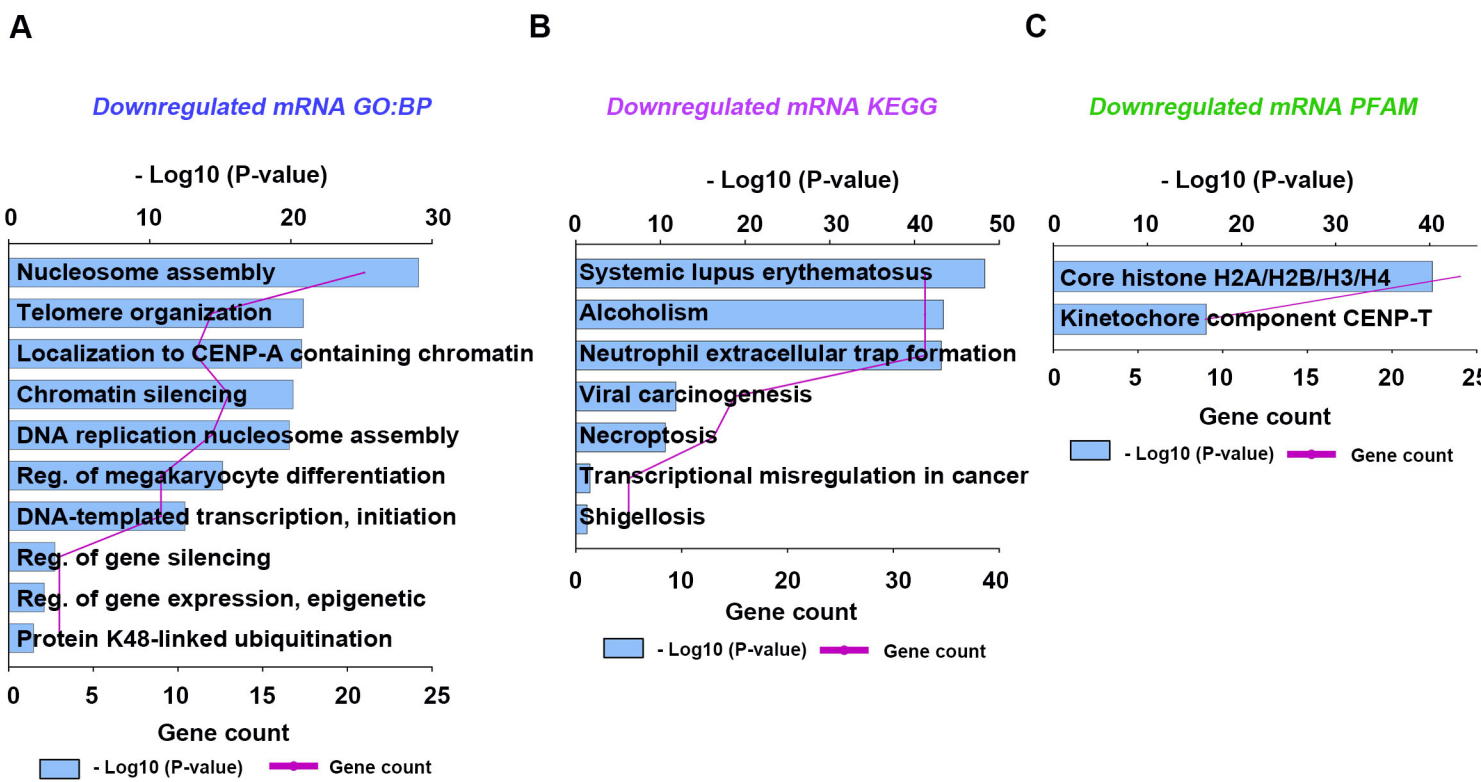 A
Downregulated mRNA GO:BP
- Log10 (P-value)
0 10 20 30
Nucleosome assembly
Telomere organization
Localization to CENP-A containing chromatin
Chromatin silencing
DNA replication nucleosome assembly
Reg. of megakaryocyte differentiation
DNA-templated transcription, initiation
Reg. of gene silencing
Reg. of gene expression, epigenetic
Protein K48-linked ubiquitination
0 5 10 15 20 25
Gene count
- Log10 (P-value) Gene count
B
Downregulated mRNA KEGG
- Log10 (P-value)
0 10 20 30 40 50
Systemic lupus erythematosus
Alcoholism
Neutrophil extracellular trap formation
Viral carcinogenesis
Necroptosis
Transcriptional misregulation in cancer
Shigellosis
0 10 20 30 40
Gene count
- Log10 (P-value) Gene count
C
Downregulated mRNA PFAM
- Log10 (P-value)
0 10 20 30 40
Core histone H2A/H2B/H3/H4
Kinetochore component CENP-T
0 5 10 15 20 25
Gene count
- Log10 (P-value) Gene count